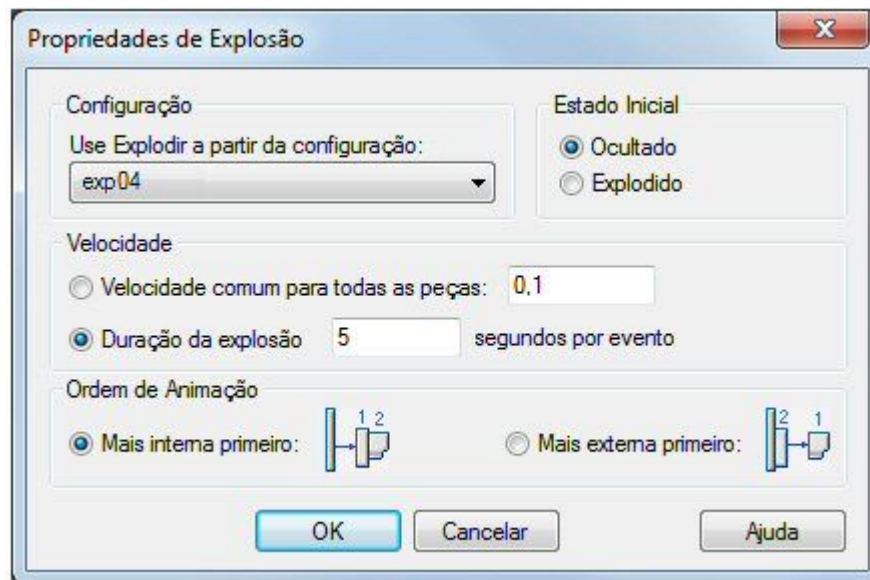 Propriedades de Explosão
Configuração
Use Explodir a partir da configuração:
exp04
Estado Inicial
Ocultado
Explodido
Velocidade
Velocidade comum para todas as peças: 0,1
Duração da explosão 5 segundos por evento
Ordem de Animação
Mais interna primeiro: 1 2
Mais externa primeiro: 2 1
OK Cancelar Ajuda